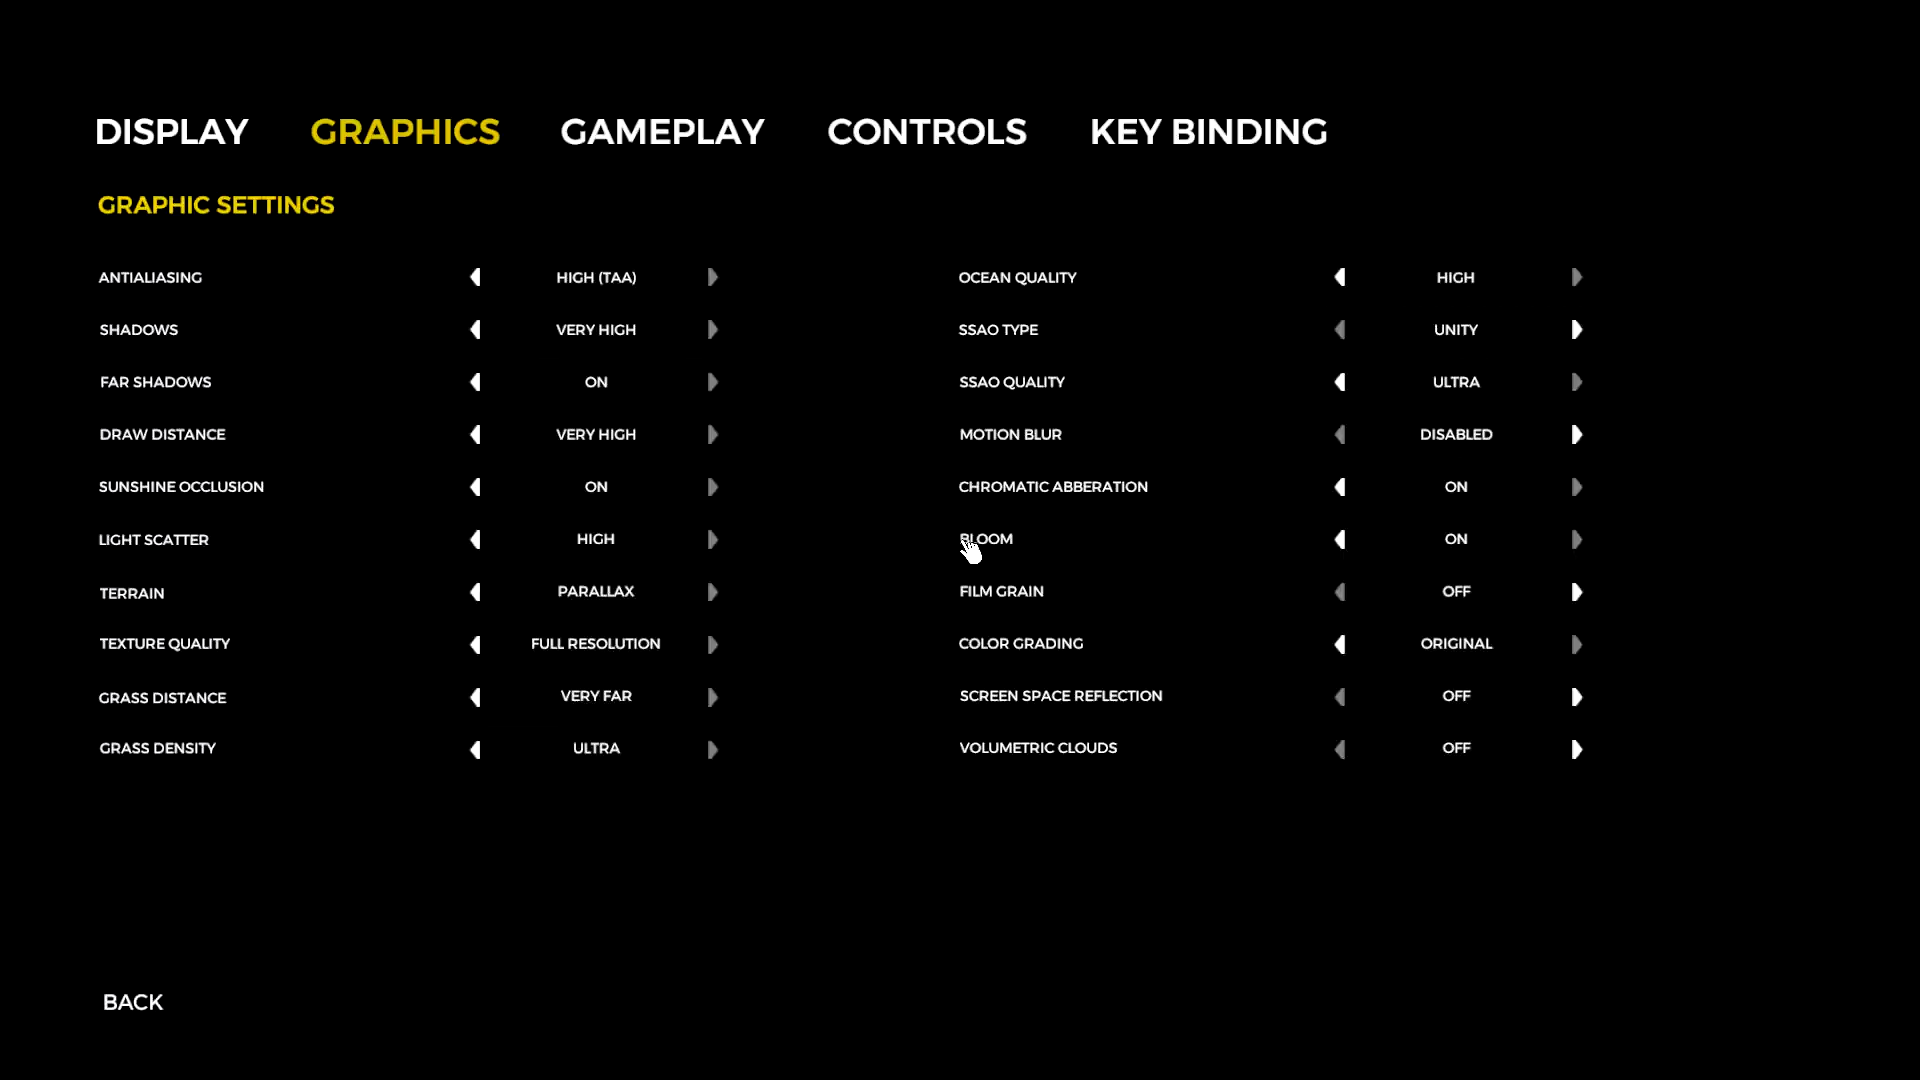 DISPLAY GRAPHICS GAMEPLAY CONTROLS KEY BINDING
GRAPHIC SETTINGS
ANTIALIASING HIGH (TAA) OCEAN QUALITY HIGH
SHADOWS VERY HIGH SSAO TYPE UNITY
FAR SHADOWS ON SSAO QUALITY ULTRA
DRAW DISTANCE VERY HIGH MOTION BLUR DISABLED
SUNSHINE OCCLUSION ON CHROMATIC ABBERATION ON
LIGHT SCATTER HIGH BLOOM ON
TERRAIN PARALLAX FILM GRAIN OFF
TEXTURE QUALITY FULL RESOLUTION COLOR GRADING ORIGINAL
GRASS DISTANCE VERY FAR SCREEN SPACE REFLECTION OFF
GRASS DENSITY ULTRA VOLUMETRIC CLOUDS OFF
BACK